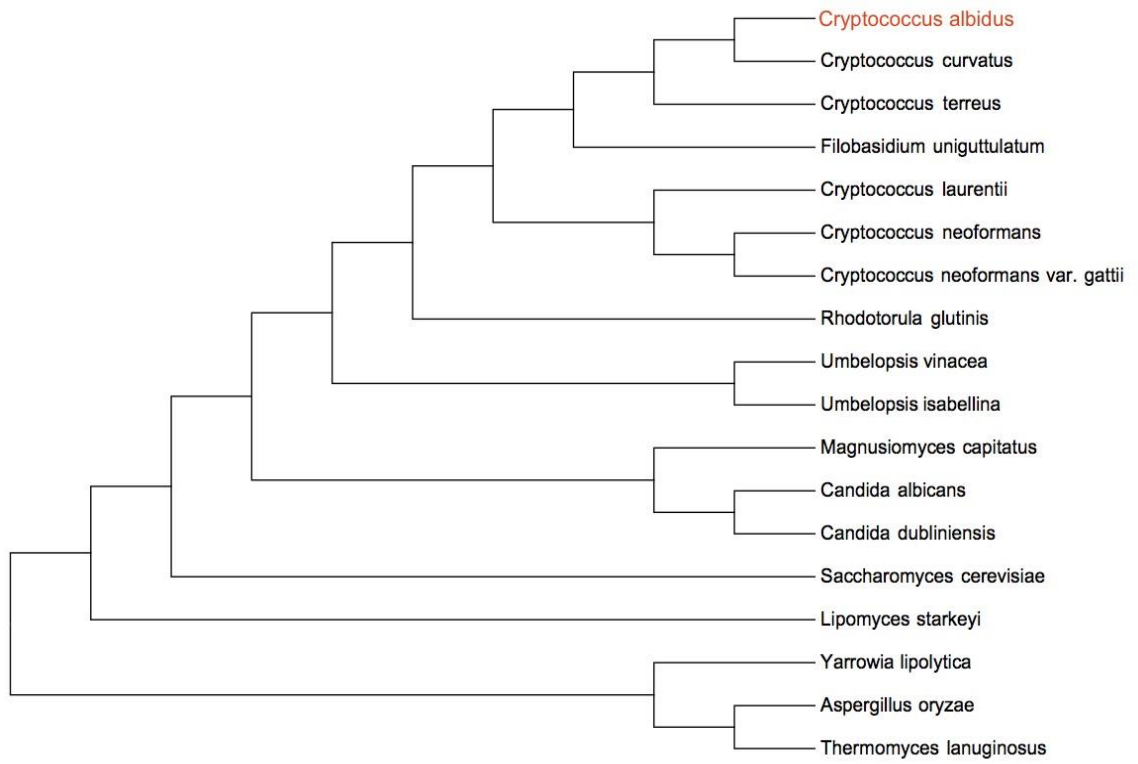 Cryptococcus albidus
Cryptococcus curvatus
Cryptococcus terreus
Filobasidium uniguttulatum
Cryptococcus laurentii
Cryptococcus neoformans
Cryptococcus neoformans var. gattii
Rhodotorula glutinis
Umbelopsis vinacea
Umbelopsis isabellina
Magnusiomyces capitatus
Candida albicans
Candida dubliniensis
Saccharomyces cerevisiae
Lipomyces starkeyi
Yarrowia lipolytica
Aspergillus oryzae
Thermomyces lanuginosus